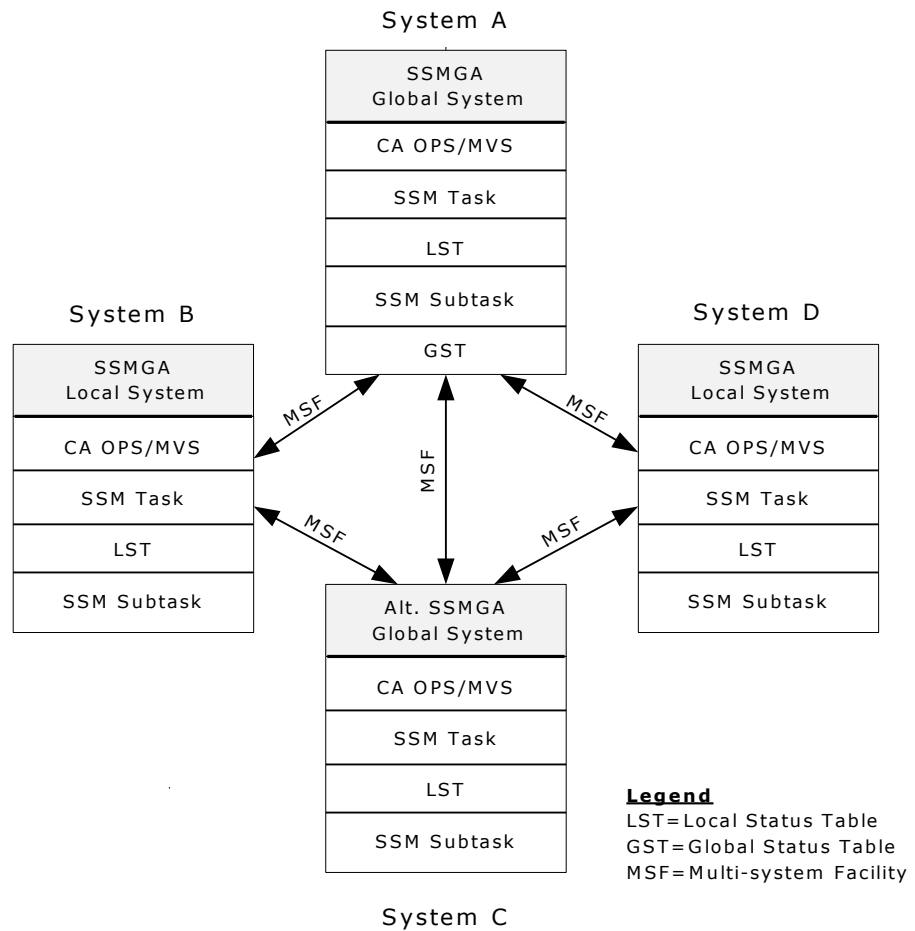 System A
SSMGA
Global System
CA OPS/MVS
SSM Task
LST
SSM Subtask
GST
System B
SSMGA
Local System
CA OPS/MVS
SSM Task
LST
SSM Subtask
System D
SSMGA
Local System
CA OPS/MVS
SSM Task
LST
SSM Subtask
MSF
MSF
MSF
MSF
MSF
Alt. SSMGA
Global System
CA OPS/MVS
SSM Task
LST
SSM Subtask
System C
Legend
LST=Local Status Table
GST=Global Status Table
MSF=Multi-system Facility